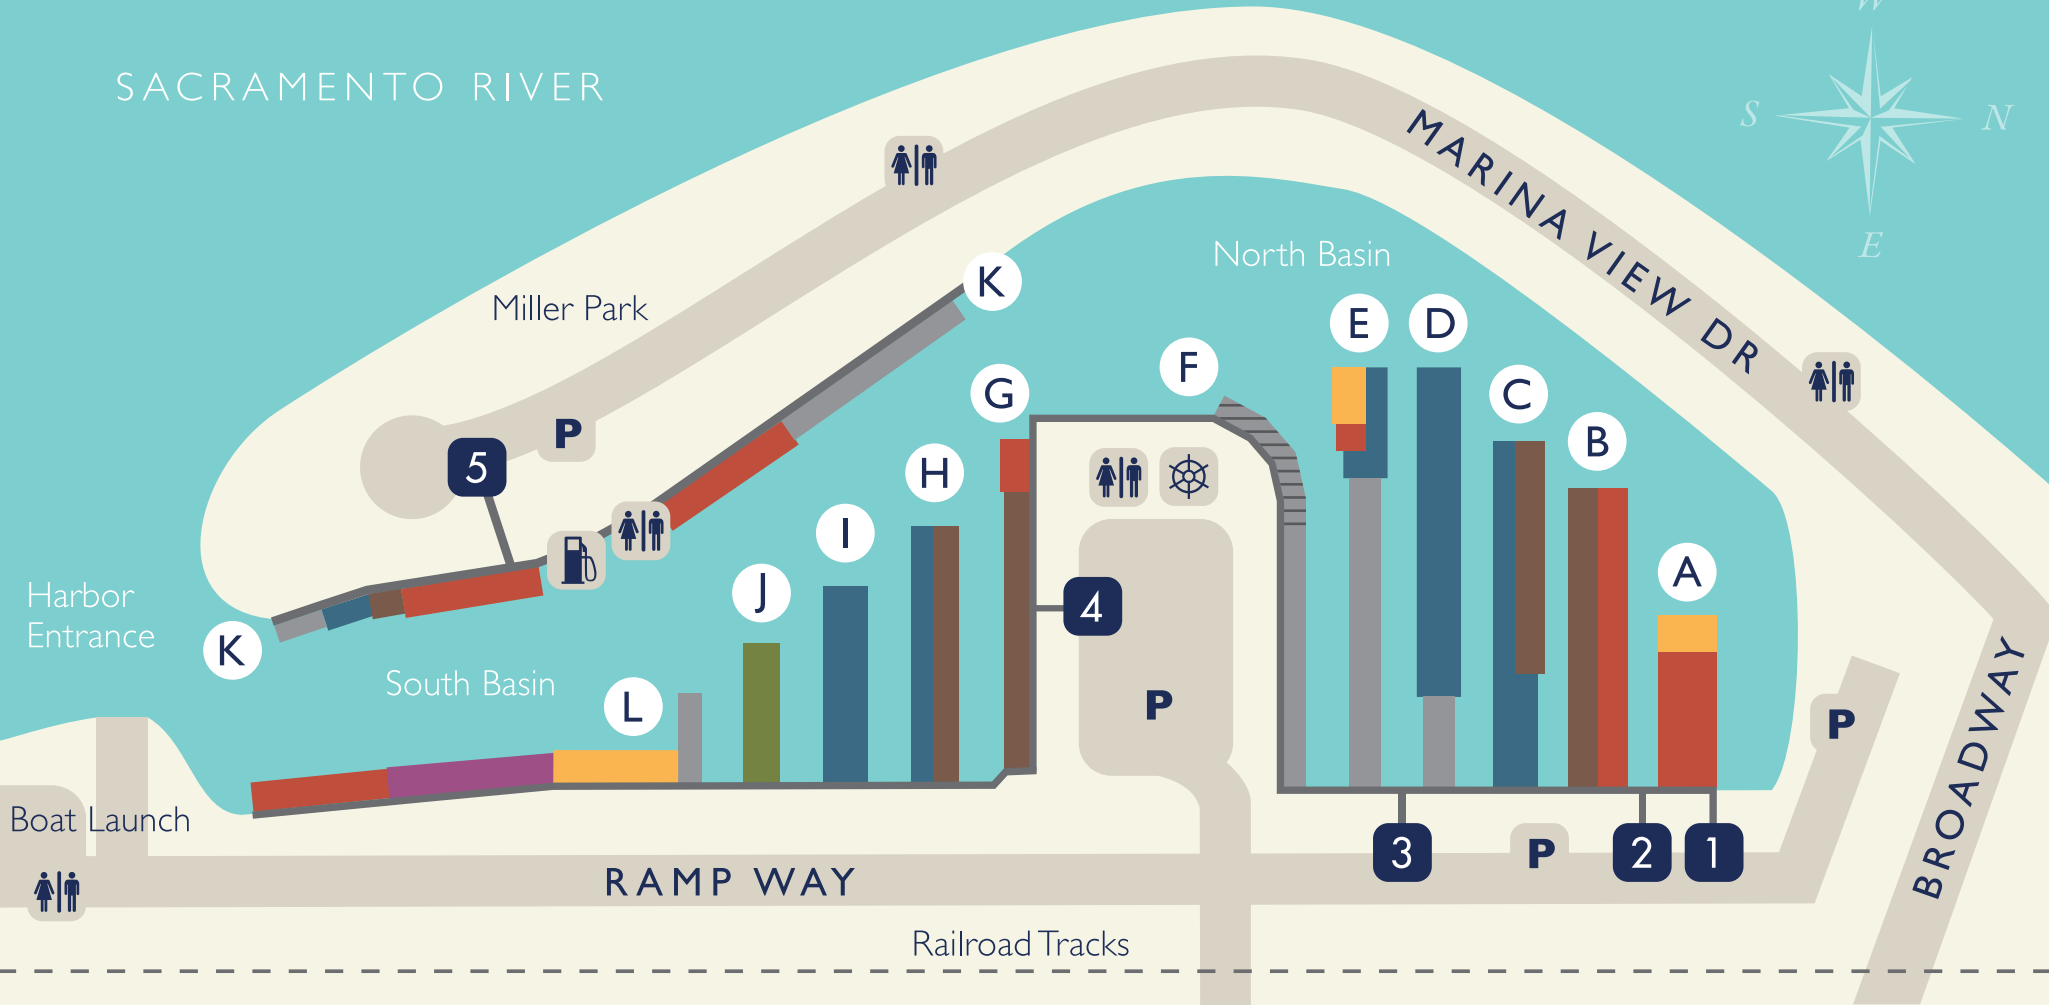 W
SACRAMENTO RIVER
S
N
MARINA VIEW DR
E
North Basin
K
Miller Park
E
D
F
G
C
P
B
5
H
I
A
J
Harbor
Entrance
4
K
South Basin
L
P
P
BROADWAY
Boat Launch
3
P
2
1
RAMP WAY
Railroad Tracks